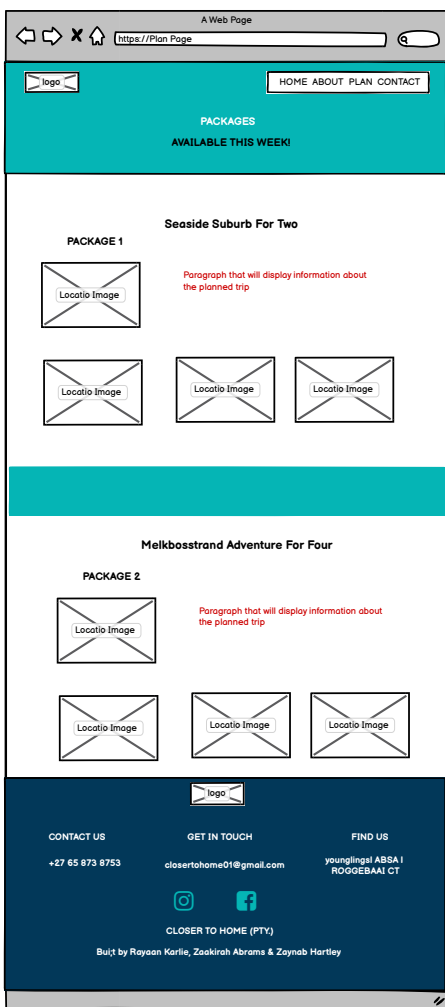 A Web Page
https://Plan Page
logo
HOME ABOUT PLAN CONTACT
PACKAGES
AVAILABLE THIS WEEK!
Seaside Suburb For Two
PACKAGE 1
Locatio Image
Paragraph that will display information about
the planned trip
Locatio Image
Locatio Image
Locatio Image
Melkbosstrand Adventure For Four
PACKAGE 2
Locatio Image
Paragraph that will display information about
the planned trip
Locatio Image
Locatio Image
Locatio Image
logo
CONTACT US
GET IN TOUCH
FIND US
+27 65 873 8753
closertohome01@gmail.com
younglingsl ABSA l
ROGGEBAAI CT
CLOSER TO HOME (PTY.)
Bui;t by Rayaan Karlie, Zaakirah Abrams & Zaynab Hartley